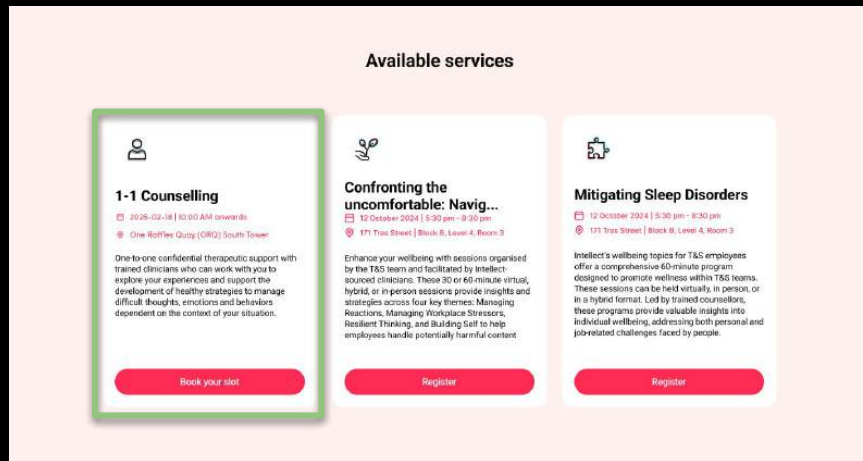 Available services
1-1 Counselling
2025-02-18 | 10:00 AM onwards
One Raffles Quay (ORQ) South Tower
One-to-one confidential therapeutic support with
trained clinicians who can work with you to
explore your experiences and support the
development of healthy strategies to manage
difficult thoughts, emotions and behaviors
dependent on the context of your situation.
Book your slot
Confronting the
uncomfortable: Navig...
12 October 2024 | 5:30 pm - 8:30 pm
171 Tras Street | Block B, Level 4, Room 3
Enhance your wellbeing with sessions organised
by the T&S team and facilitated by Intellect-
sourced clinicians. These 30 or 60-minute virtual,
hybrid, or in-person sessions provide insights and
strategies across four key themes: Managing
Reactions, Managing Workplace Stressors,
Resilient Thinking, and Building Self to help
employees handle potentially harmful content
Register
Mitigating Sleep Disorders
12 October 2024 | 5:30 pm - 8:30 pm
171 Tras Street | Block B, Level 4, Room 3
Intellect's wellbeing topics for T&S employees
offer a comprehensive 60-minute program
designed to promote wellness within T&S teams.
These sessions can be held virtually, in person, or
in a hybrid format. Led by trained counsellors,
these programs provide valuable insights into
individual wellbeing, addressing both personal and
job-related challenges faced by people.
Register